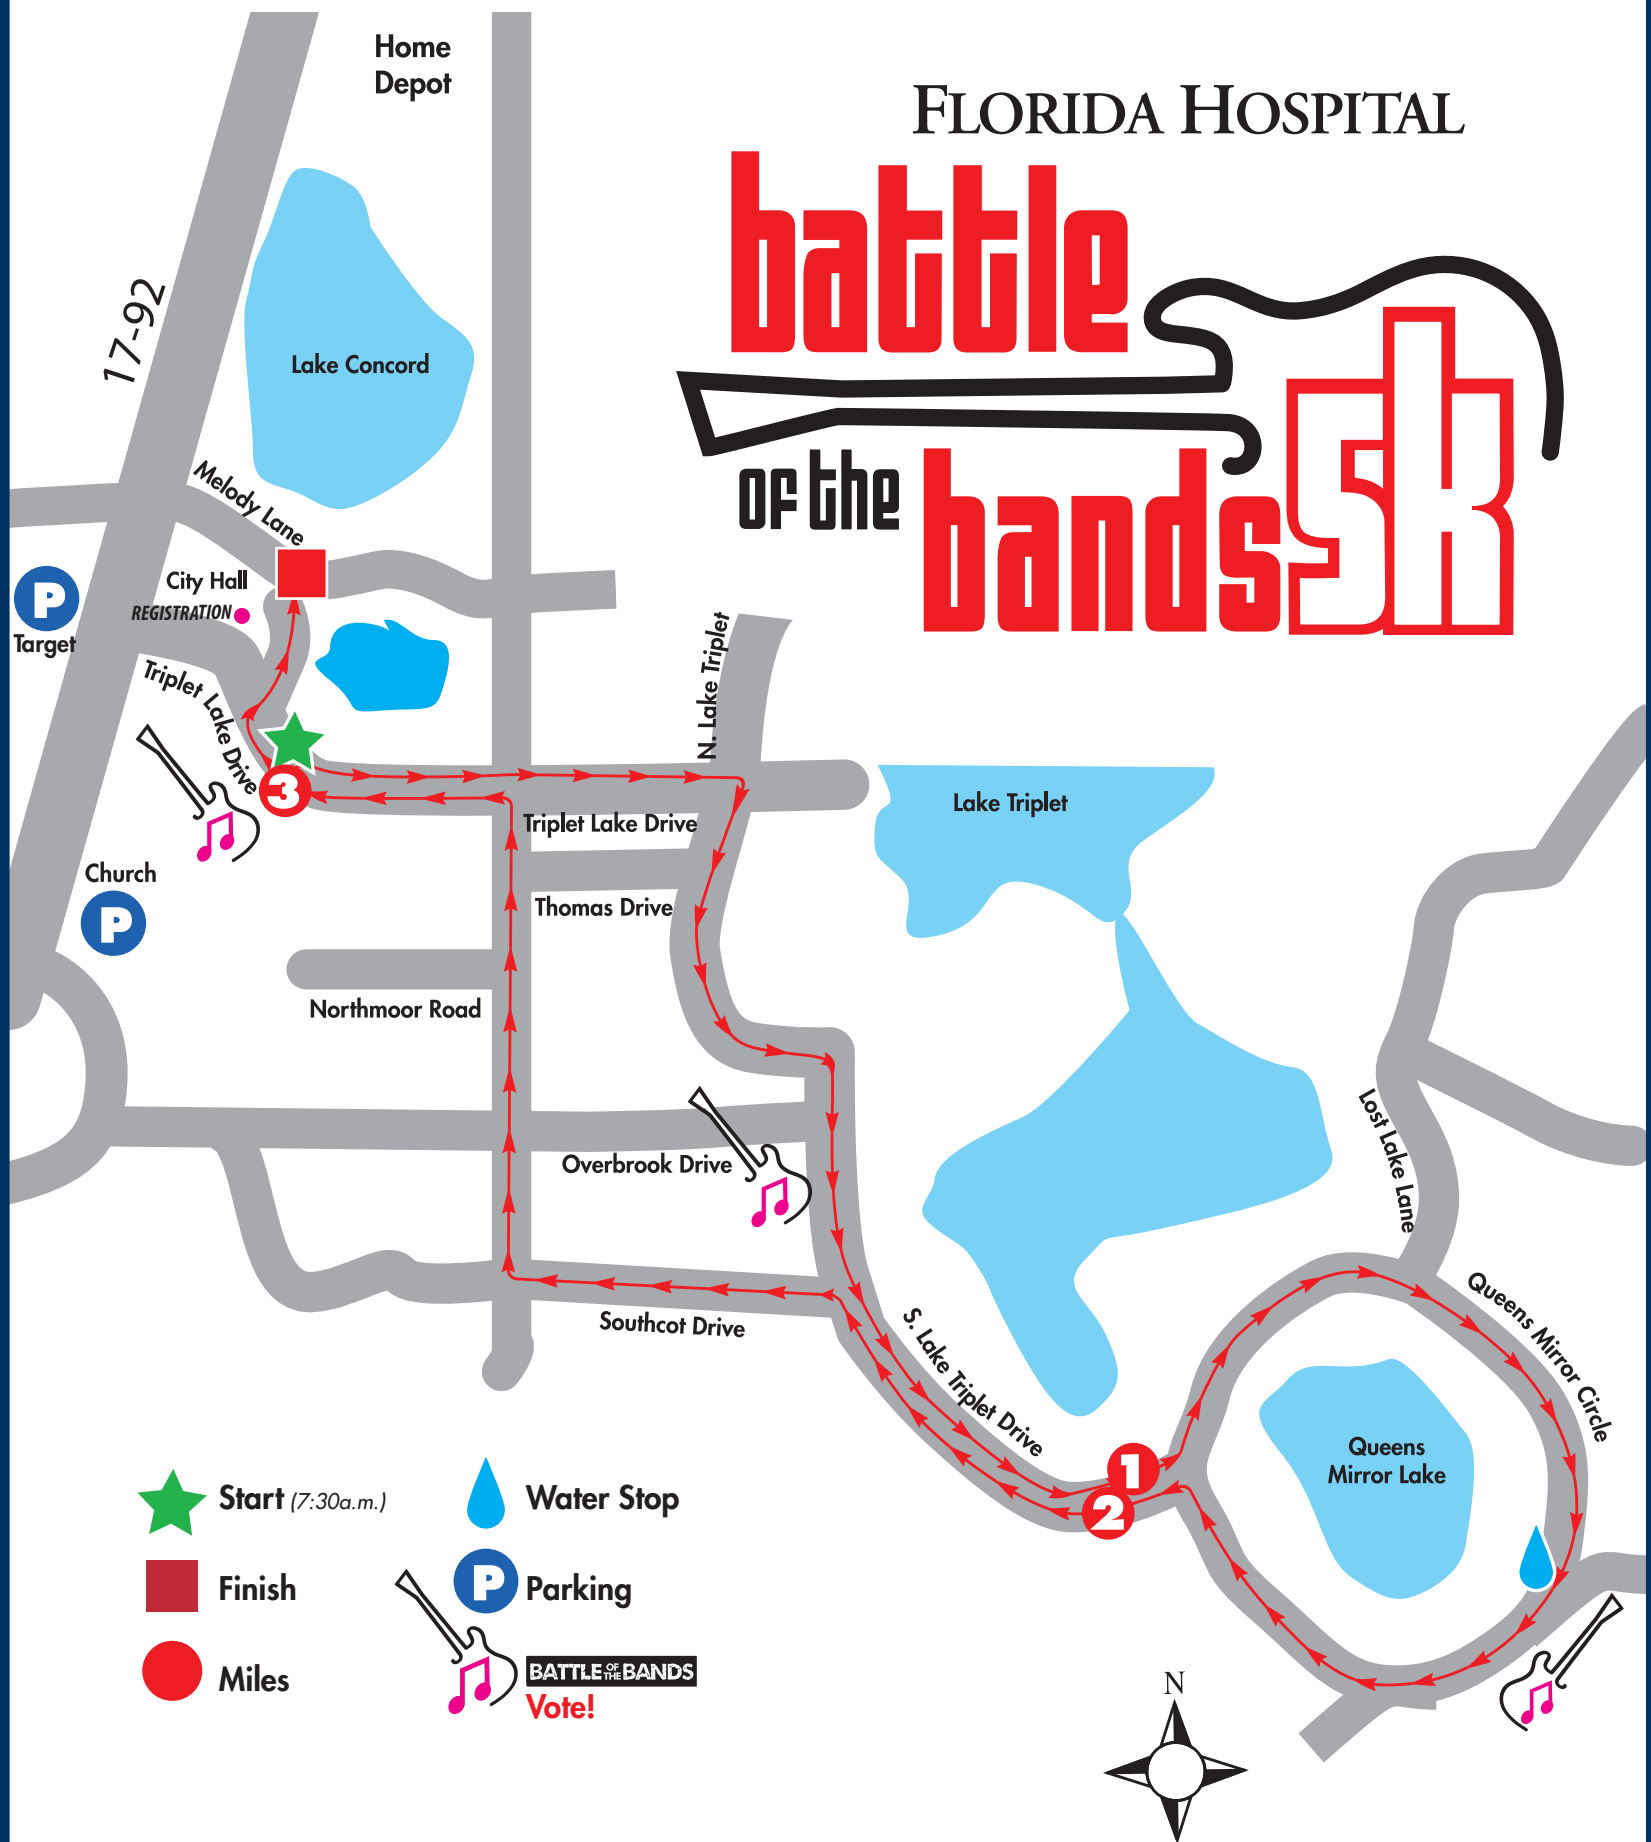 Home
Depot
FLORIDA HOSPITAL
battle
of the
bands 5k
17-92
Lake Concord
Melody Lane
City Hall
REGISTRATION
P
Target
Triplet Lake Drive
N. Lake Triplet
3
Triplet Lake Drive
Lake Triplet
Church
P
Thomas Drive
Northmoor Road
Overbrook Drive
Lost Lake Lane
Southcot Drive
S. Lake Triplet Drive
Queens Mirror Circle
Queens
Mirror Lake
1
2
Start (7:30a.m.)
Water Stop
Finish
P
Parking
Miles
BATTLE OF THE BANDS
Vote!
N